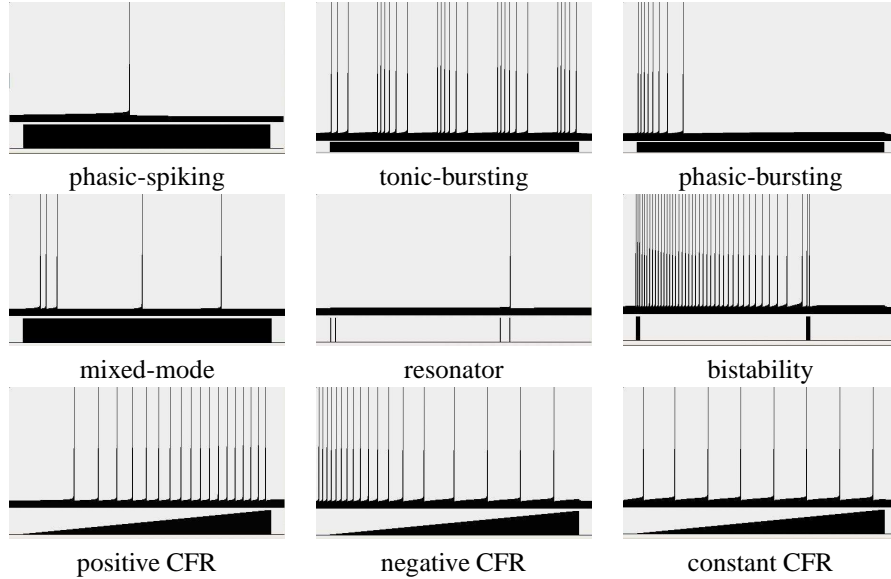 phasic-spiking
tonic-bursting
phasic-bursting
mixed-mode
resonator
bistability
positive CFR
negative CFR
constant CFR